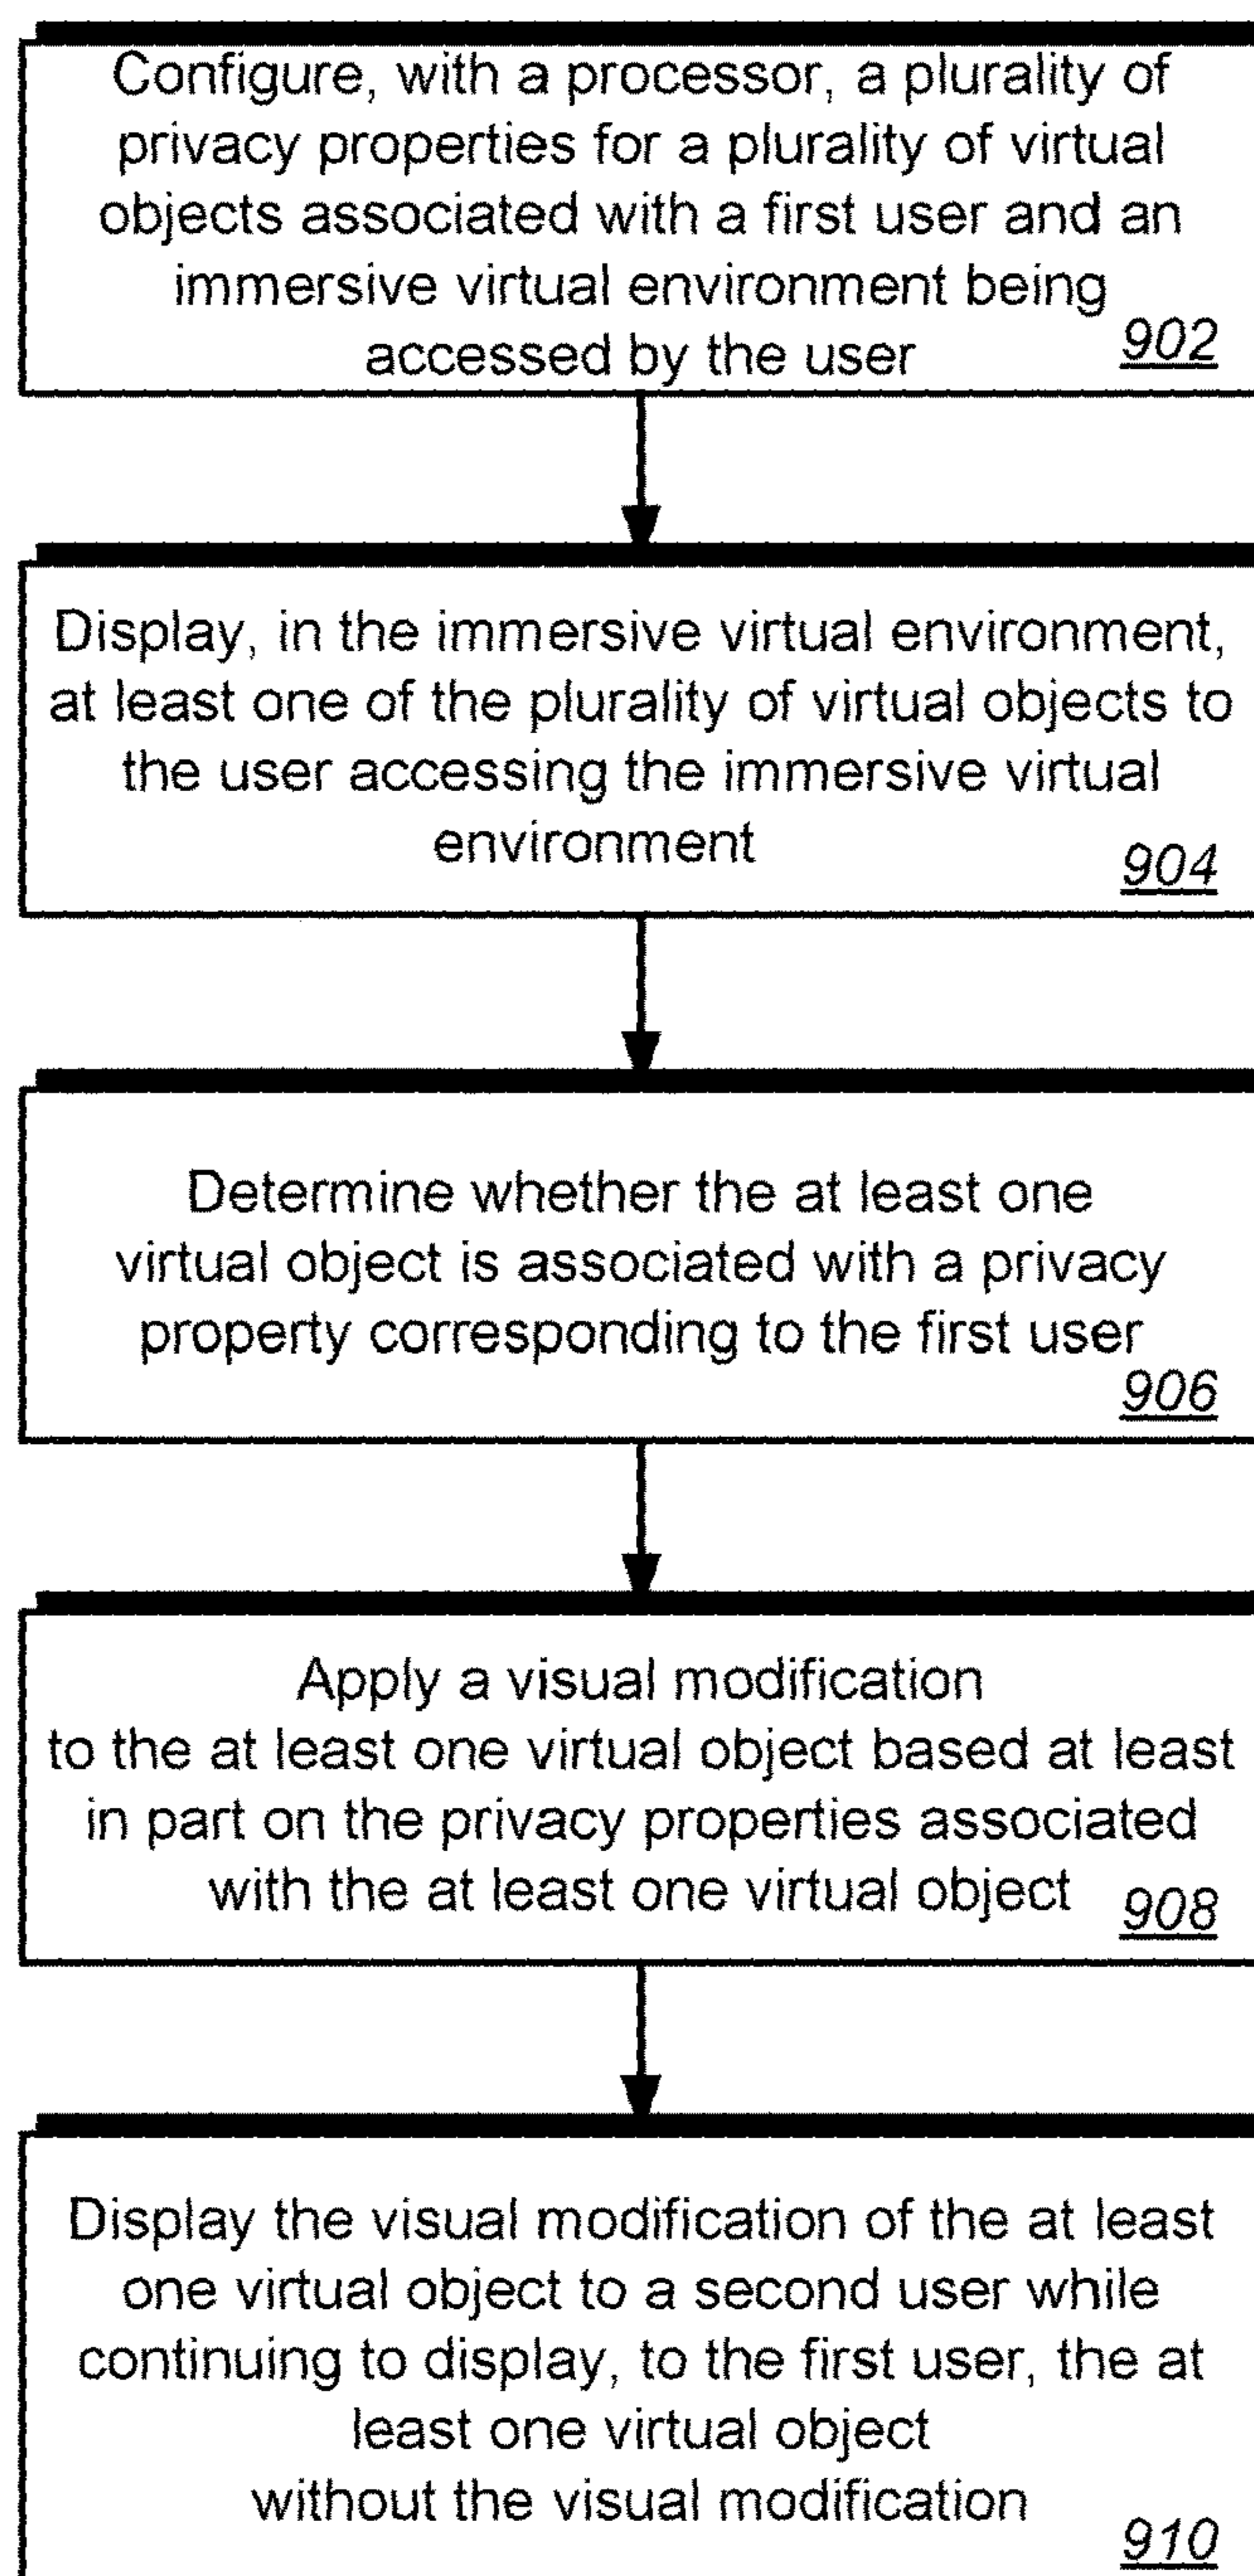 Configure, with a processor, a plurality of
privacy properties for a plurality of virtual
objects associated with a first user and an
immersive virtual environment being
accessed by the user
902
Display, in the immersive virtual environment,
at least one of the plurality of virtual objects to
the user accessing the immersive virtual
environment
904
Determine whether the at least one
virtual object is associated with a privacy
property corresponding to the first user
906
Apply a visual modification
to the at least one virtual object based at least
in part on the privacy properties associated
with the at least one virtual object
908
Display the visual modification of the at least
one virtual object to a second user while
continuing to display, to the first user, the at
least one virtual object
without the visual modification
910